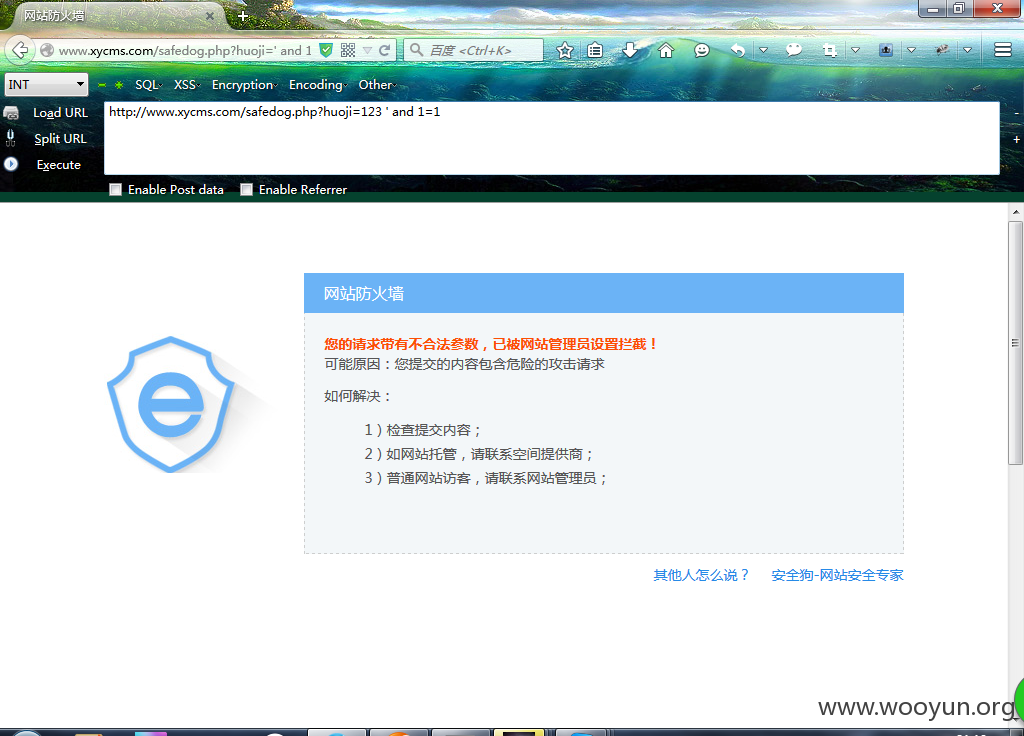 网站防火墙
www.xycms.com/safedog.php?huoji=' and 1
百度 <Ctrl+K>
INT
SQL XSS Encryption Encoding Other
Load URL
http://www.xycms.com/safedog.php?huoji=123 ' and 1=1
Split URL
Execute
Enable Post data Enable Referrer
网站防火墙
您的请求带有不合法参数，已被网站管理员设置拦截！
可能原因：您提交的内容包含危险的攻击请求
如何解决：
1）检查提交内容；
2）如网站托管，请联系空间提供商；
3）普通网站访客，请联系网站管理员；
其他人怎么说？ 安全狗-网站安全专家
www.wooyun.org